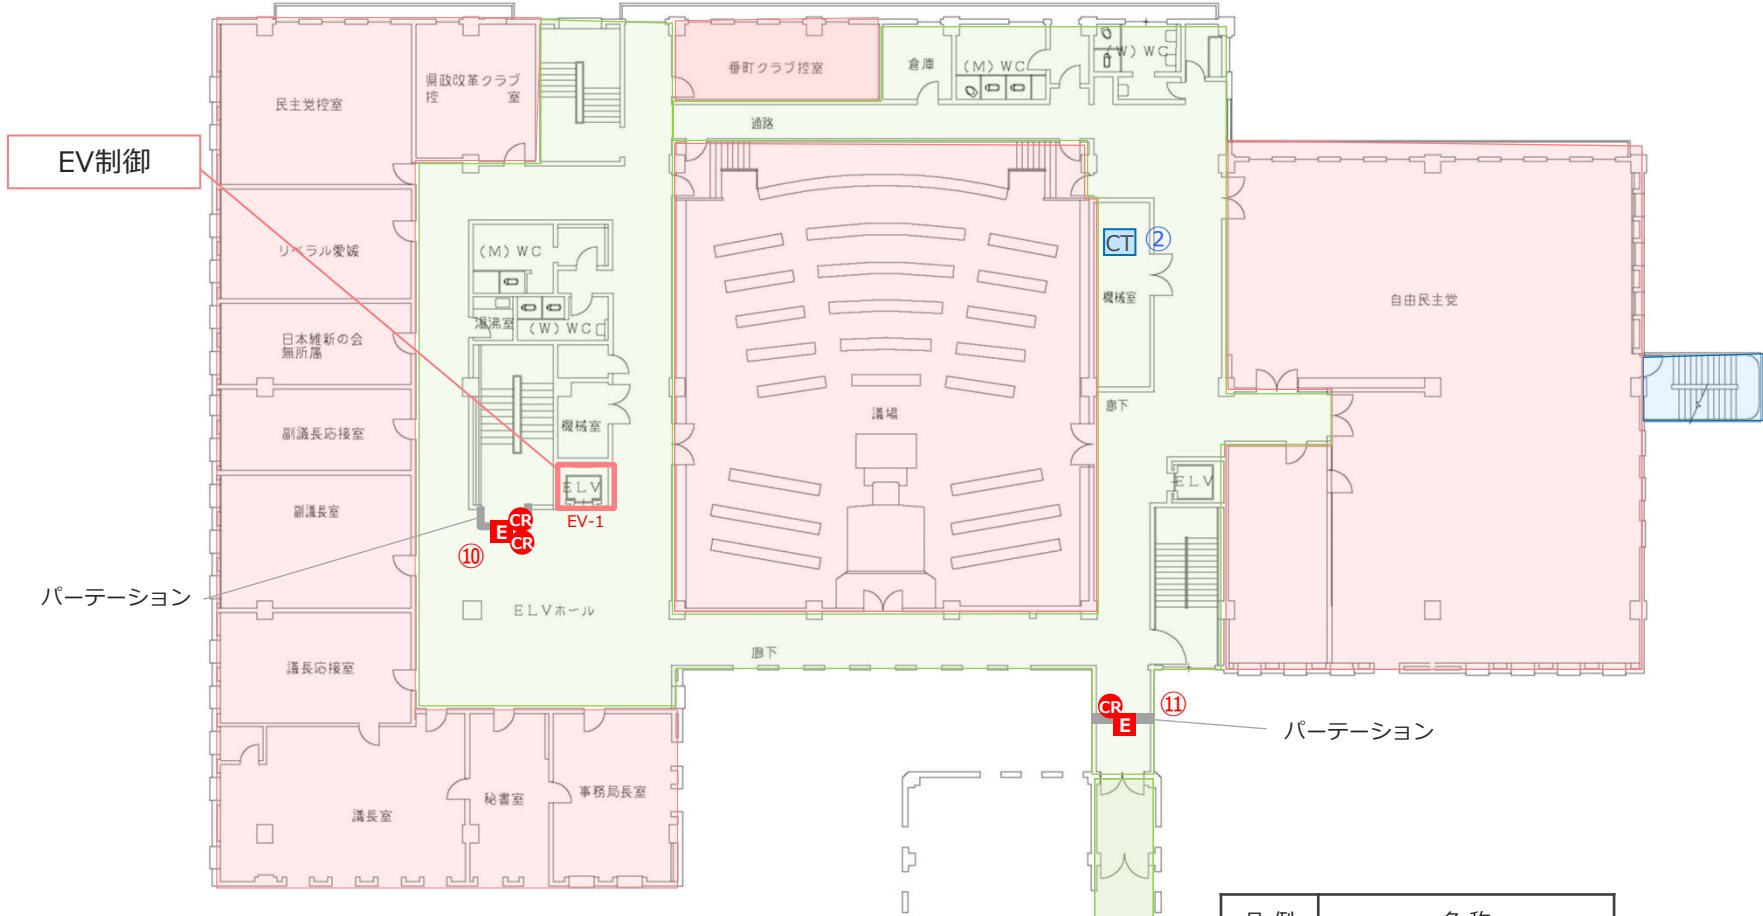 民主党控室
県政改革クラブ
控　室
番町クラブ控室
倉庫
(M) WC
(W) WC
通路
EV制御
リベラル愛媛
(M) WC
CT ②
機械室
自由民主党
湯沸室
(W) WC
日本維新の会
無所属
副議長応接室
機械室
議場
廊下
ELV
EV-1
ELV
副議長室
CR
E
CR
⑩
パーテーション
ELVホール
廊下
議長応接室
CR
E
⑪
パーテーション
議長室
秘書室
事務局長室
凡 例
名 称